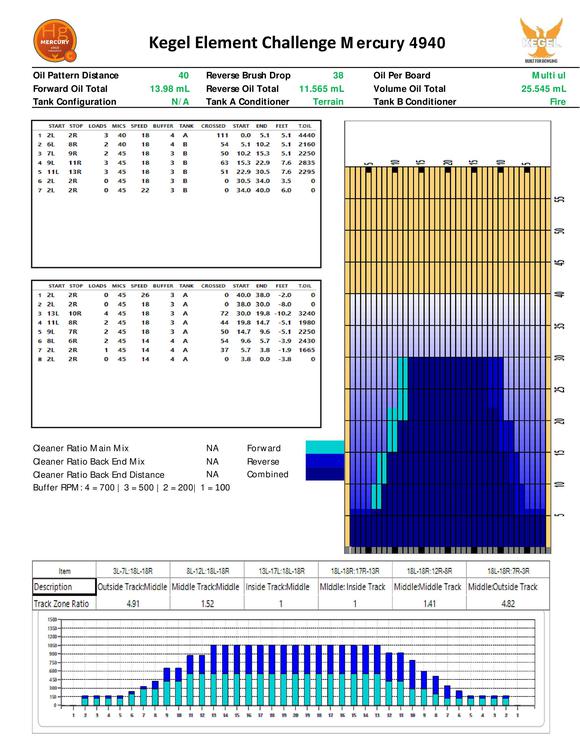 Hg
MERCURY
Kegel Element Challenge Mercury 4940
KEGEL
BUILT FOR BOWLING
Oil Pattern Distance 40 Reverse Brush Drop 38 Oil Per Board Multi ul
Forward Oil Total 13.98 mL Reverse Oil Total 11.565 mL Volume Oil Total 25.545 mL
Tank Configuration N/A Tank A Conditioner Terrain Tank B Conditioner Fire
START STOP LOADS MICS SPEED BUFFER TANK CROSSED START END FEET T.OIL
1 2L 2R 3 40 18 4 A 111 0.0 5.1 5.1 4440
2 6L 8R 2 40 18 4 B 54 5.1 10.2 5.1 2160
3 7L 9R 2 45 18 3 B 50 10.2 15.3 5.1 2250
4 9L 11R 3 45 18 3 B 63 15.3 22.9 7.6 2835
5 11L 13R 3 45 18 3 B 51 22.9 30.5 7.6 2295
6 2L 2R 0 45 18 3 B 0 30.5 34.0 3.5 0
7 2L 2R 0 45 22 3 B 0 34.0 40.0 6.0 0
START STOP LOADS MICS SPEED BUFFER TANK CROSSED START END FEET T.OIL
1 2L 2R 0 45 26 3 A 0 40.0 38.0 -2.0 0
2 2L 2R 0 45 18 3 A 0 38.0 30.0 -8.0 0
3 13L 10R 4 45 18 3 A 72 30.0 19.8 -10.2 3240
4 11L 8R 2 45 18 3 A 44 19.8 14.7 -5.1 1980
5 9L 7R 2 45 18 3 A 50 14.7 9.6 -5.1 2250
6 8L 6R 2 45 14 4 A 54 9.6 5.7 -3.9 2430
7 2L 2R 1 45 14 4 A 37 5.7 3.8 -1.9 1665
8 2L 2R 0 45 14 4 A 0 3.8 0.0 -3.8 0
5 10 15 20 15 10 5
55
50
45
40
35
30
25
20
15
10
5
Cleaner Ratio Main Mix NA Forward
Cleaner Ratio Back End Mix NA Reverse
Cleaner Ratio Back End Distance NA Combined
Buffer RPM: 4 = 700 | 3 = 500 | 2 = 200 | 1 = 100
Item 3L-7L:18L-18R 8L-12L:18L-18R 13L-17L:18L-18R 18L-18R:17R-13R 18L-18R:12R-8R 18L-18R:7R-3R
Description Outside Track:Middle Middle Track:Middle Inside Track:Middle MIddle: Inside Track Middle:Middle Track Middle:Outside Track
Track Zone Ratio 4.91 1.52 1 1 1.41 4.82
1500
1350
1200
1050
900
750
600
450
300
150
0
1 2 3 4 5 6 7 8 9 10 11 12 13 14 15 16 17 18 19 20 19 18 17 16 15 14 13 12 11 10 9 8 7 6 5 4 3 2 1